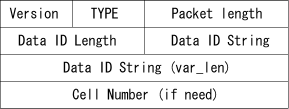 Version TYPE Packet length
Data ID Length Data ID String
Data ID String (var_len)
Cell Number (if need)